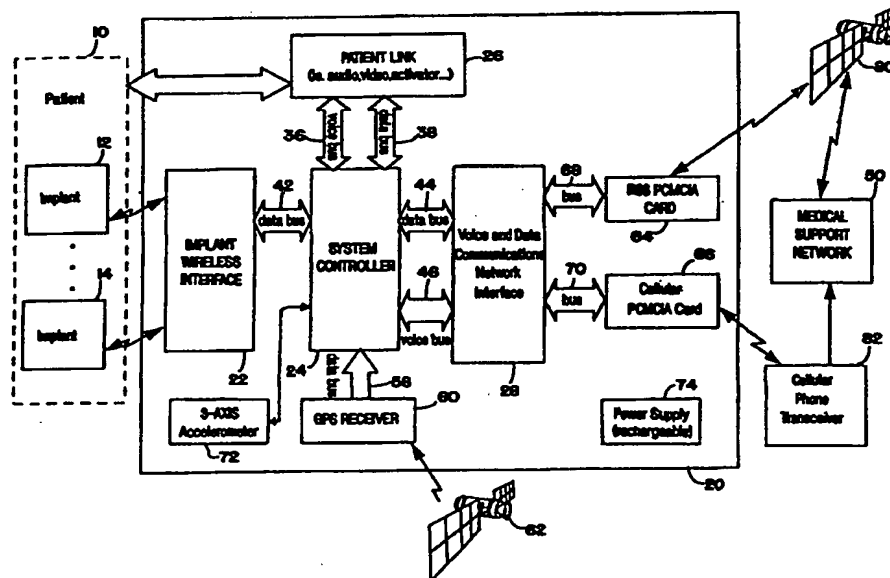 10
Patient
12
Implant
14
Implant
PATIENT LINK
(ie. audio,video,activator...)
26
36
voice bus
data bus
38
IMPLANT
WIRELESS
INTERFACE
22
42
data bus
SYSTEM
CONTROLLER
24
44
data bus
46
voice bus
Voice and Data
Communications
Network
Interface
28
68
bus
PCMCIA
CARD
64
70
bus
66
Cellular
PCMCIA Card
3-AXIS
Accelerometer
72
data bus
58
GPS RECEIVER
60
74
Power Supply
(rechargeable)
20
62
80
50
MEDICAL
SUPPORT
NETWORK
82
Cellular
Phone
Transceiver